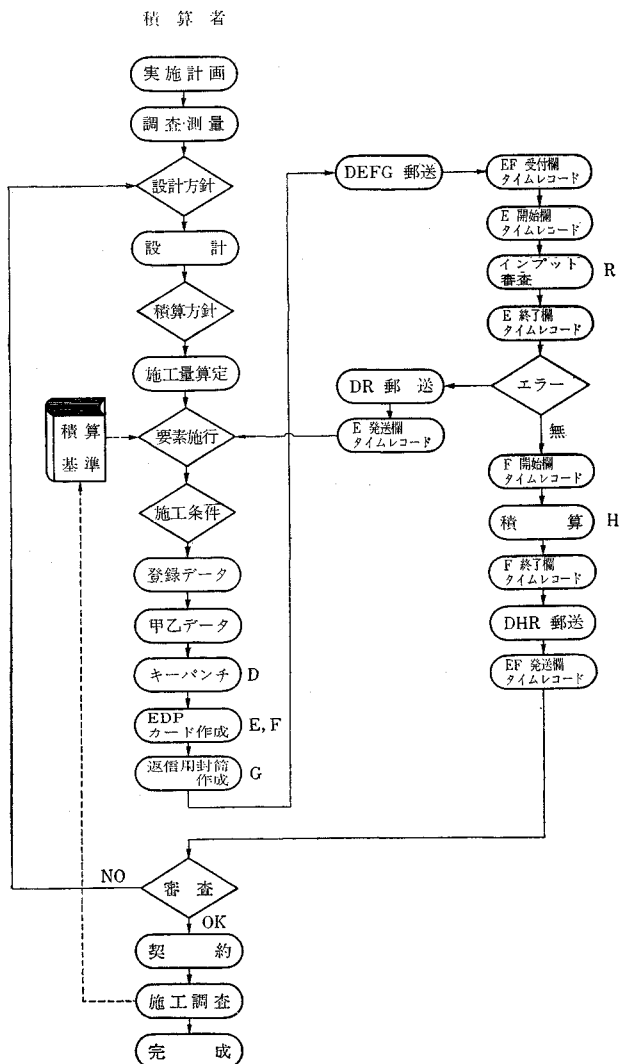 積算者
実施計画
調査・測量
設計方針
設計
積算方針
施工量算定
積算
基準
要素施行
施工条件
登録データ
甲乙データ
キーパンチ D
EDP
カード作成 E, F
返信用封筒
作成 G
DEFG 郵送
EF 受付欄
タイムレコード
E 開始欄
タイムレコード
インプット
審査 R
E 終了欄
タイムレコード
エラー
DR 郵送
E 発送欄
タイムレコード
無
F 開始欄
タイムレコード
積算 H
F 終了欄
タイムレコード
DHR 郵送
EF 発送欄
タイムレコード
NO
審査
OK
契約
施工調査
完成